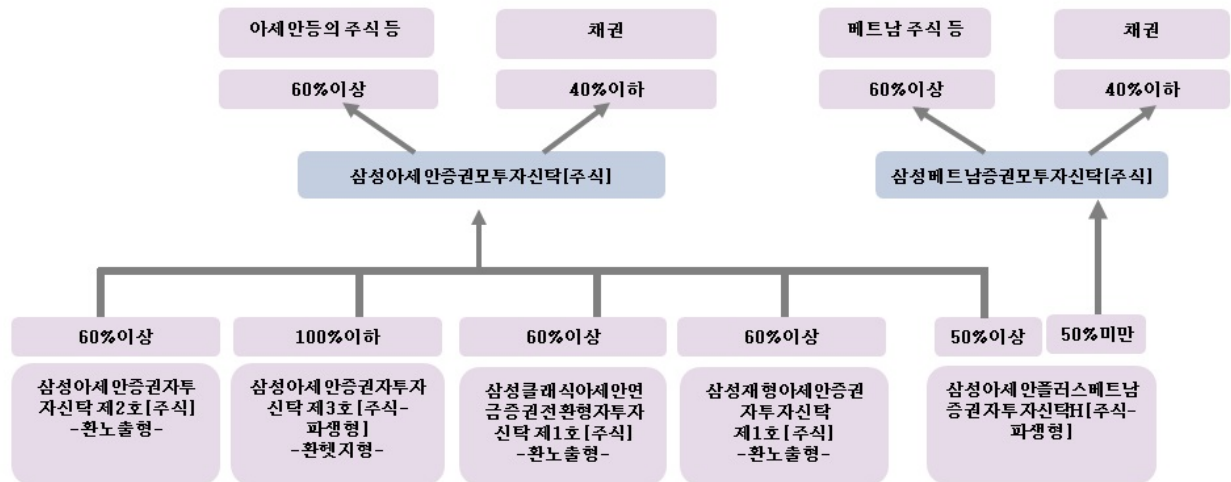 아세안등의 주식 등
채권
베트남 주식 등
채권
60%이상
40%이하
60%이상
40%이하
삼성아세안증권모투자신탁[주식]
삼성베트남증권모투자신탁[주식]
60%이상
100%이하
60%이상
60%이상
50%이상
50%미만
삼성아세안증권자투
자신탁 제2호[주식]
-환노출형-
삼성아세안증권자투자
신탁 제3호[주식-
파생형]
-환헷지형-
삼성클래식아세안연
금증권전환형자투자
신탁 제1호[주식]
-환노출형-
삼성재형아세안증권
자투자신탁
제1호[주식]
-환노출형-
삼성아세안플러스베트남
증권자투자신탁H[주식-
파생형]